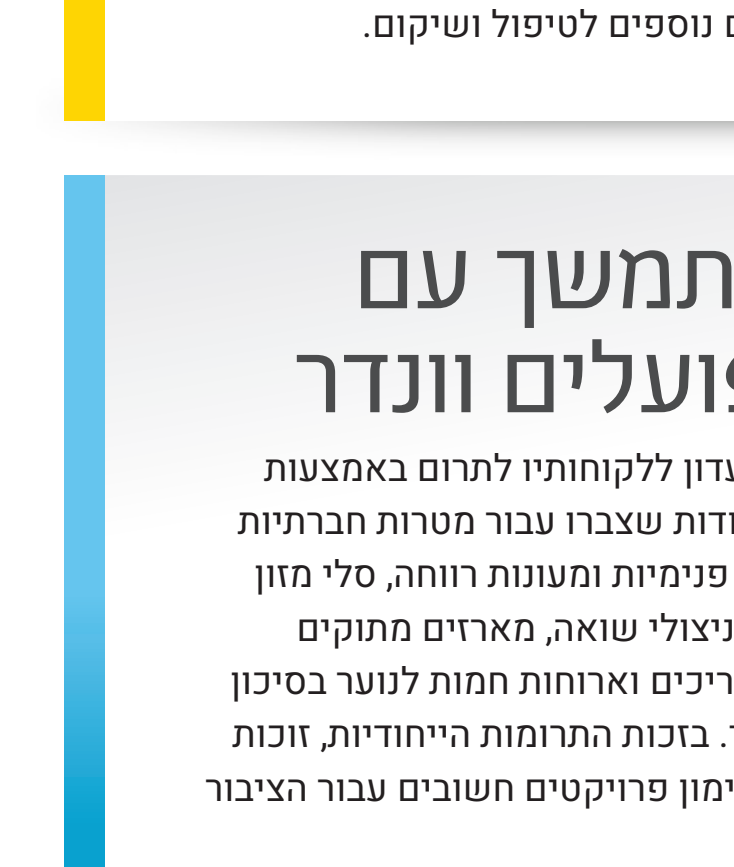 נוספים לטיפול ושיקום.
תמשך עם
פועלים וונדר
עדון ללקוחותיו לתרום באמצעות
ודות שצברו עבור מטרות חברתיות
פנימיות ומעונות רווחה, סלי מזון
ניצולי שואה, מארזים מתוקים
ריכים וארוחות חמות לנוער בסיכון
בזכות התרומות הייחודיות, זוכות
ימון פרויקטים חשובים עבור הציבור